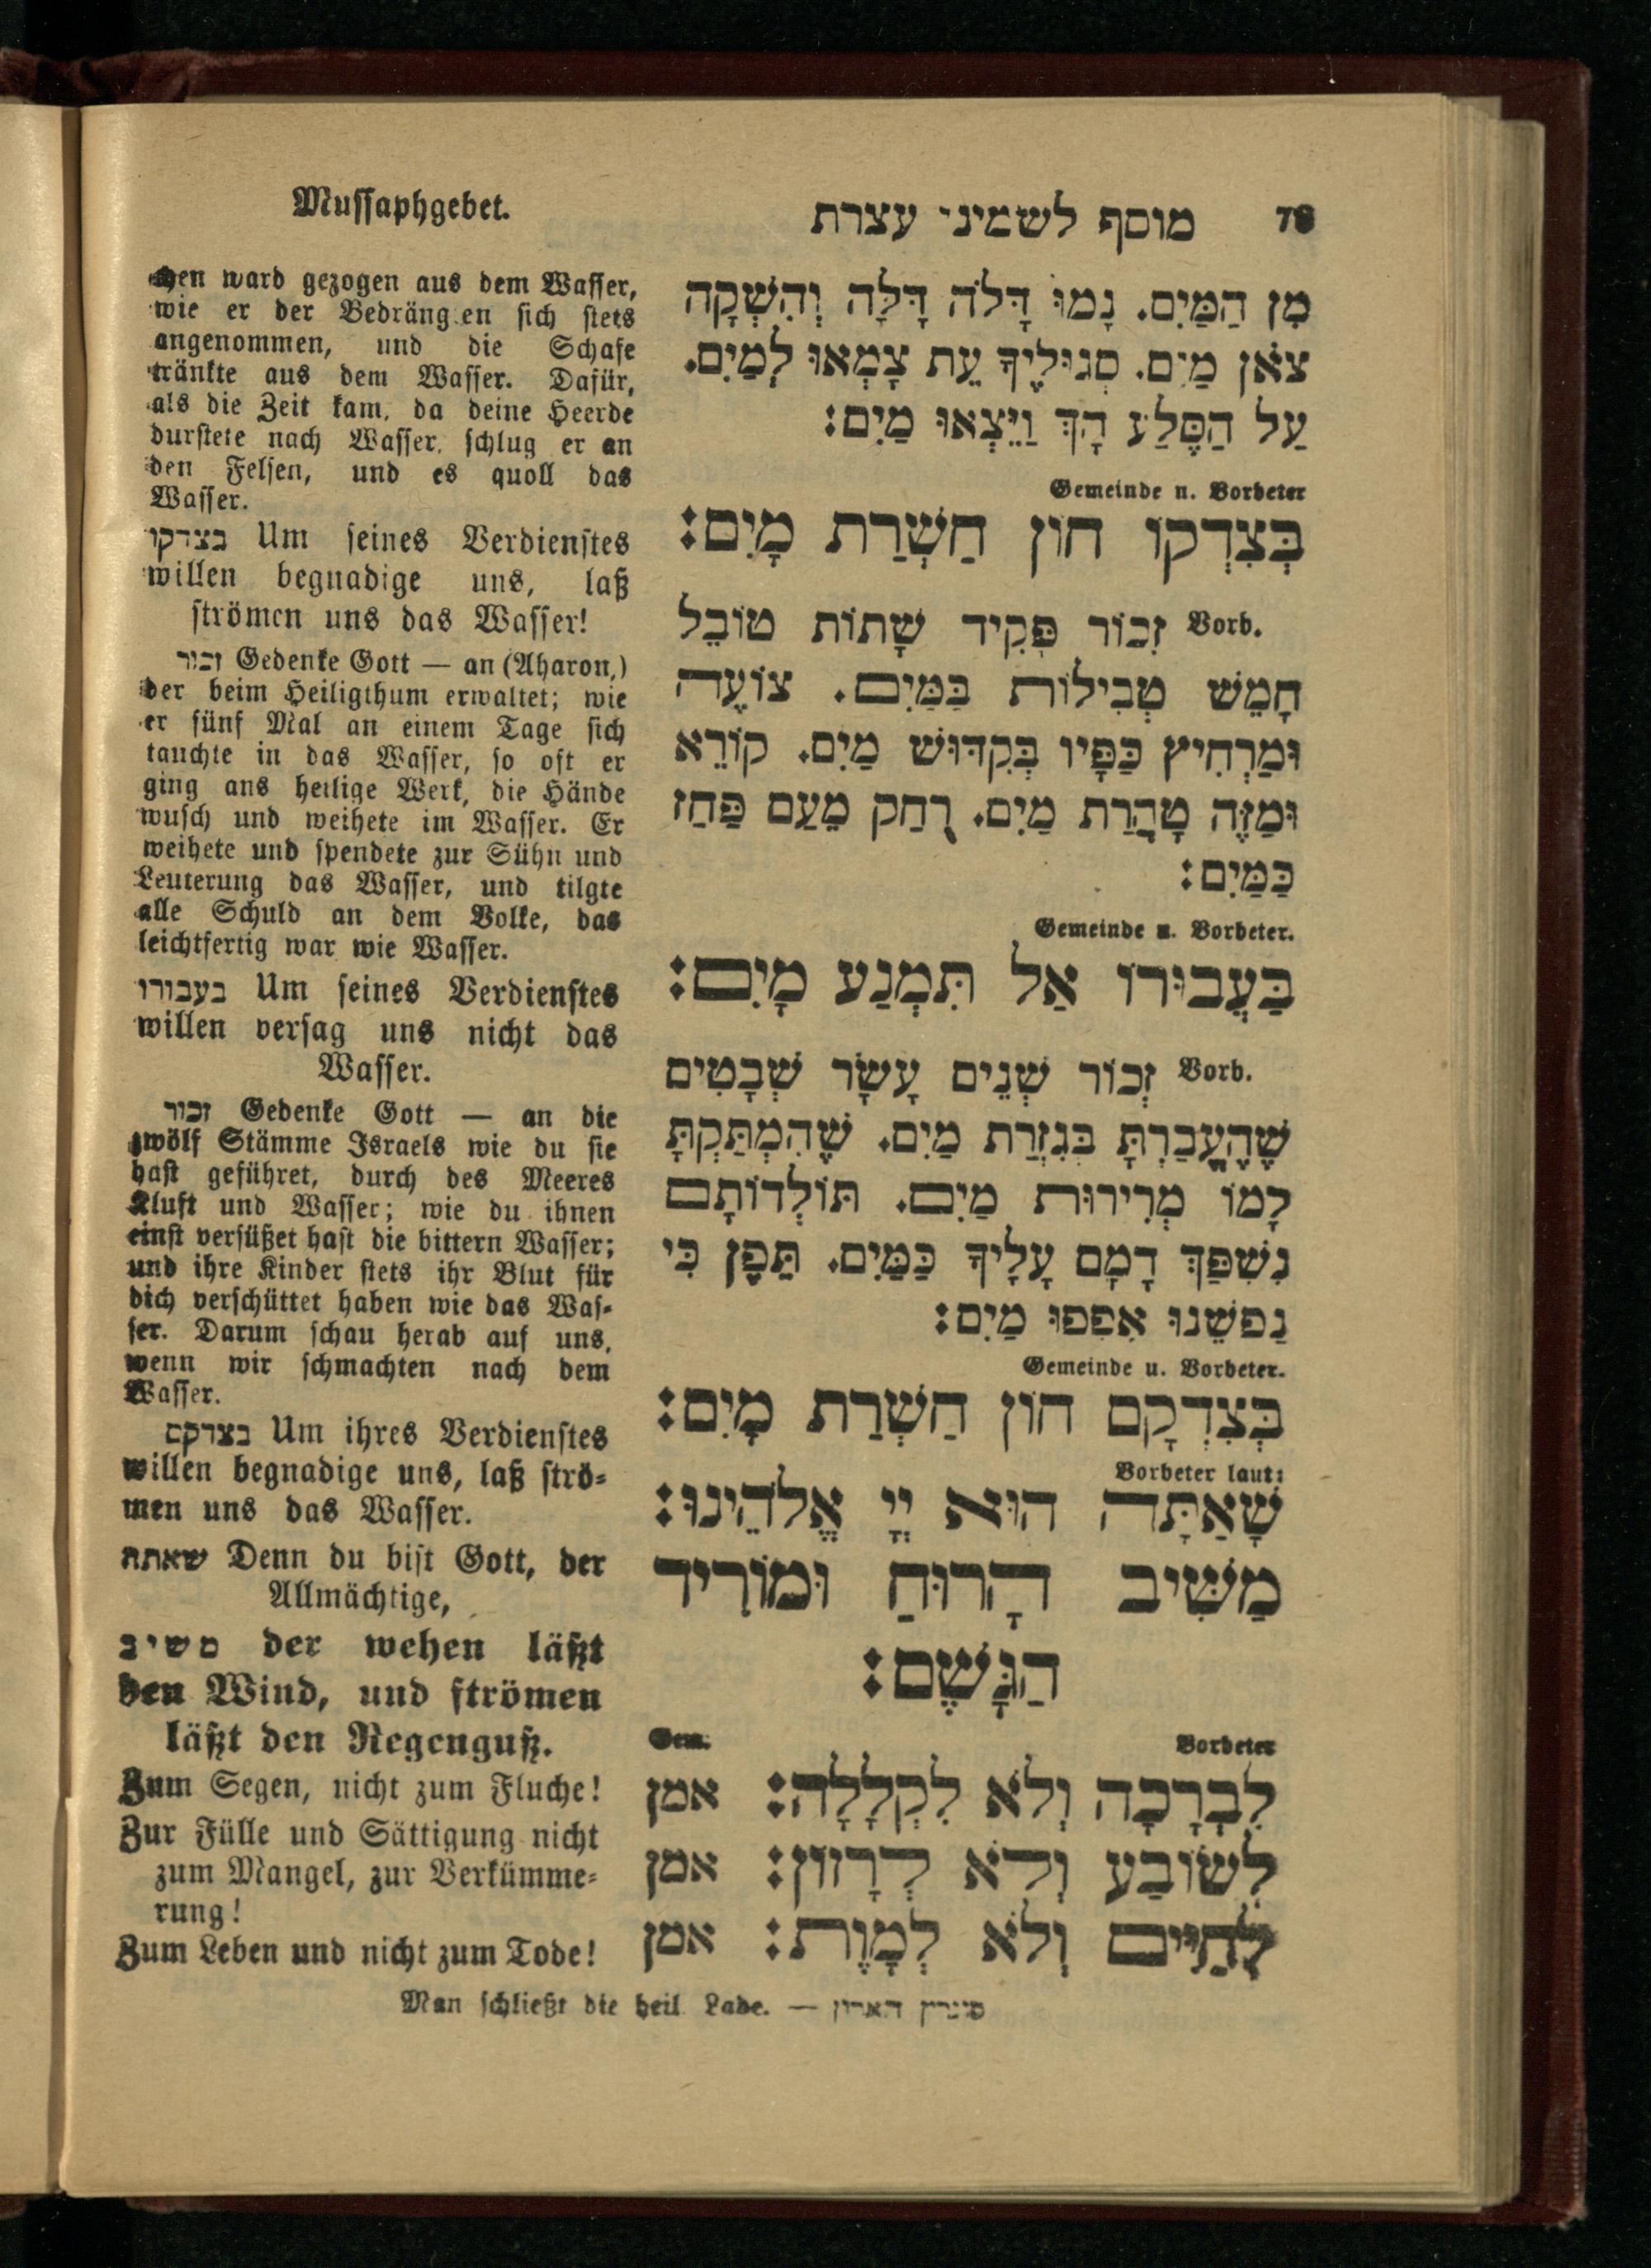 Mussaphgebet.
מוסף לשמיני עצרת 78
chen ward gezogen aus dem Wasser,
wie er der Bedräng.en sich stets
angenommen, und die Schafe
tränkte aus dem Wasser. Dafür,
als die Zeit kam, da deine Heerde
durstete nach Wasser, schlug er an
den Felsen, und es quoll das
Wasser.
בצדקו Um seines Verdienstes
willen begnadige uns, laß
strömen uns das Wasser!
זכור Gedenke Gott — an (Aharon,)
der beim Heiligthum erwaltet; wie
er fünf Mal an einem Tage sich
tauchte in das Wasser, so oft er
ging ans heilige Werk, die Hände
wusch und weihete im Wasser. Er
weihete und spendete zur Sühn und
Leuterung das Wasser, und tilgte
alle Schuld an dem Volke, das
leichtfertig war wie Wasser.
בעבורו Um seines Verdienstes
willen versag uns nicht das
Wasser.
זכור Gedenke Gott — an die
zwölf Stämme Israels wie du sie
hast geführet, durch des Meeres
Kluft und Wasser; wie du ihnen
einst versüßet hast die bittern Wasser;
und ihre Kinder stets ihr Blut für
dich verschüttet haben wie das Was-
ser. Darum schau herab auf uns,
wenn wir schmachten nach dem
Wasser.
בצדקם Um ihres Verdienstes
willen begnadige uns, laß strö-
men uns das Wasser.
שאתה Denn du bist Gott, der
Allmächtige,
משיב der wehen läßt
den Wind, und strömen
läßt den Regenguß.
Zum Segen, nicht zum Fluche!
Zur Fülle und Sättigung nicht
zum Mangel, zur Verkümme-
rung!
Zum Leben und nicht zum Tode!
מִן הַמַּיִם. נָמוּ דָּלֹה דָּלָה וְהִשְׁקָה
צֹאן מַיִם. סְגוּלֶיךָ עֵת צָמְאוּ לְמַיִם.
עַל הַסֶּלַע הָךְ וַיֵּצְאוּ מַיִם:
Gemeinde n. Vorbeter
בְּצִדְקוֹ חוֹן חַשְׁרַת מָיִם:
Vorb. זְכוֹר פְּקִיד שָׁתוֹת טוֹבֵל
חָמֵשׁ טְבִילוֹת בַּמַּיִם. צוֹעֶה
וּמַרְחִיץ כַּפָּיו בְּקִדּוּשׁ מַיִם. קוֹרֵא
וּמַזֶּה טָהֳרַת מַיִם. רֻחַק מֵעַם פַּחַז
כַּמַּיִם:
Gemeinde u. Vorbeter.
בַּעֲבוּרוֹ אַל תִּמְנַע מָיִם:
Vorb. זְכוֹר שְׁנֵים עָשָׂר שְׁבָטִים
שֶׁהֶעֱבַרְתָּ בְּגִזְרַת מַיִם. שֶׁהִמְתַּקְתָּ
לָמוֹ מְרִירוּת מַיִם. תּוֹלְדוֹתָם
נִשְׁפַּךְ דָמָם עָלֶיךָ כַּמַּיִם. תֵּפֶן כִּי
נַפְשֵׁנוּ אָפְפוּ מַיִם:
Gemeinde u. Vorbeter.
בְּצִדְקָם חוֹן חַשְׁרַת מָיִם:
Vorbeter laut:
שָׁאַתָּה הוּא יְיָ אֱלֹהֵינוּ:
מַשִּׁיב הָרוּחַ וּמוֹרִיד
הַגָּשֶׁם:
Vorbeter Gem.
לִבְרָכָה וְלֹא לִקְלָלָה: אמן
לְשׂוֹבַע וְלֹא לְרָזוֹן: אמן
לְחַיִּים וְלֹא לְמָוֶת: אמן
Man schließt die heil Lade. — סוגרין הארון